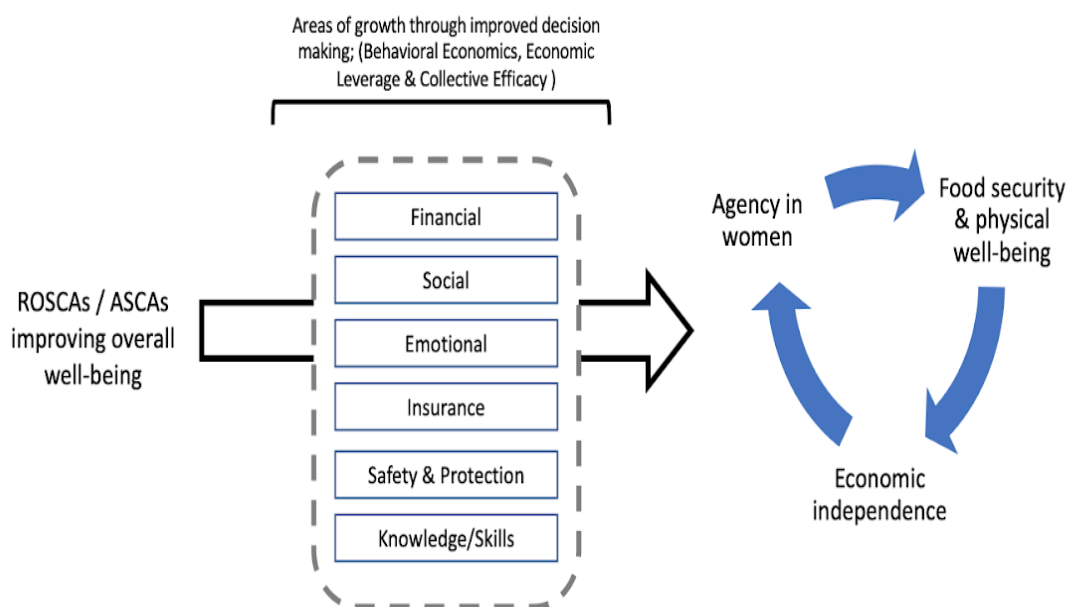 Areas of growth through improved decision
making; (Behavioral Economics, Economic
Leverage & Collective Efficacy )
ROSCAs / ASCAs
improving overall
well-being
Financial
Social
Emotional
Insurance
Safety & Protection
Knowledge/Skills
Agency in
women
Food security
& physical
well-being
Economic
independence